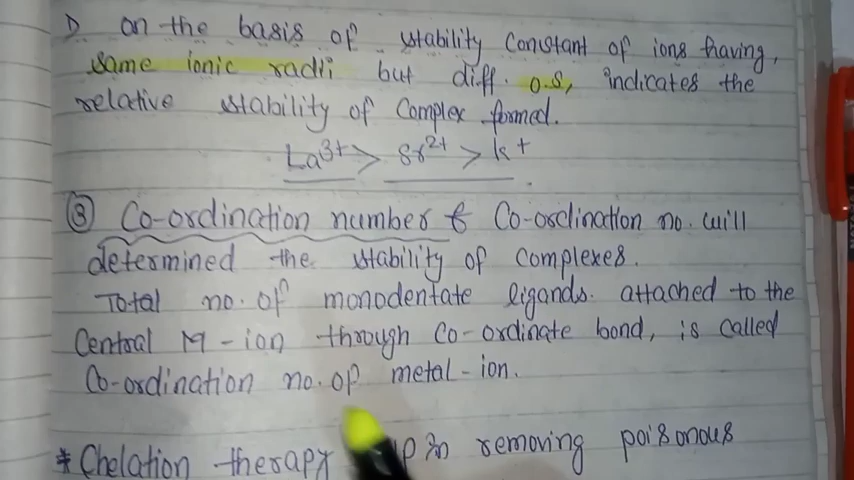 D on the basis of stability constant of ions having,
same ionic radii but diff. o.s, indicates the
relative stability of complex formed.
La3+ > Sr2+ > K+
③ Co-ordination number & Co-ordination no. will
determined the stability of complexes.
Total no. of monodentate ligands. attached to the
Central M-ion through Co-ordinate bond, is called
Co-ordination no. of metal-ion.
* Chelation therapy in removing poisonous